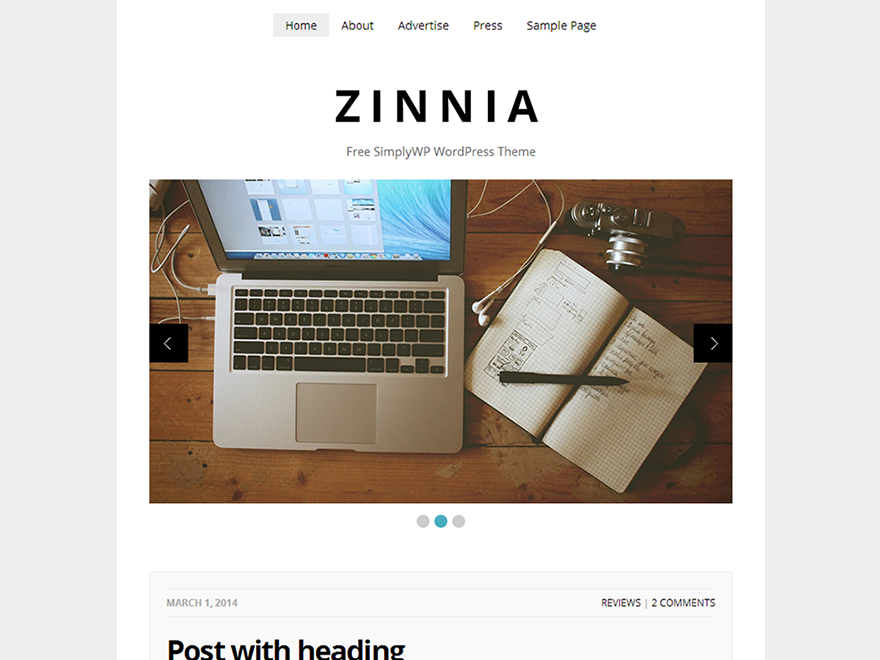 Home About Advertise Press Sample Page
ZINNIA
Free SimplyWP WordPress Theme
MARCH 1, 2014 REVIEWS | 2 COMMENTS
Post with heading